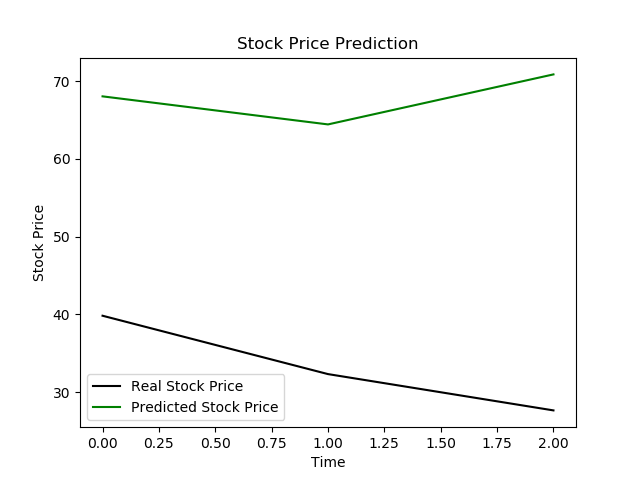 Stock Price Prediction
Stock Price
70
60
50
40
30
Real Stock Price
Predicted Stock Price
0.00 0.25 0.50 0.75 1.00 1.25 1.50 1.75 2.00
Time